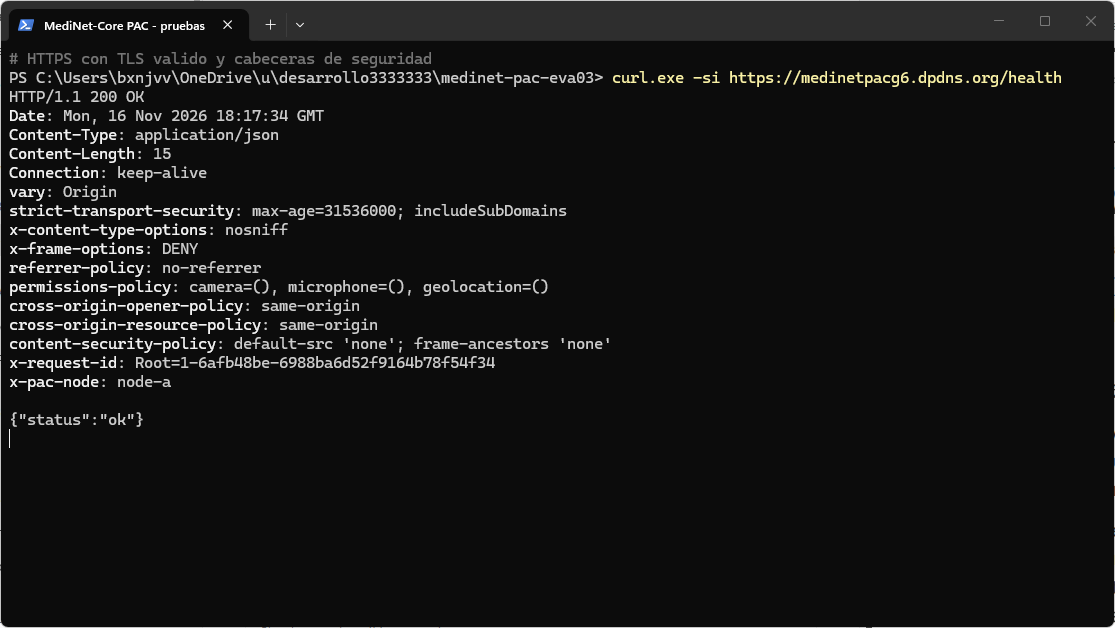 MediNet-Core PAC - pruebas
# HTTPS con TLS valido y cabeceras de seguridad
PS C:\Users\bxnjvv\OneDrive\u\desarrollo3333333\medinet-pac-eva03> curl.exe -si https://medinetpacg6.dpdns.org/health
HTTP/1.1 200 OK
Date: Mon, 16 Nov 2026 18:17:34 GMT
Content-Type: application/json
Content-Length: 15
Connection: keep-alive
vary: Origin
strict-transport-security: max-age=31536000; includeSubDomains
x-content-type-options: nosniff
x-frame-options: DENY
referrer-policy: no-referrer
permissions-policy: camera=(), microphone=(), geolocation=()
cross-origin-opener-policy: same-origin
cross-origin-resource-policy: same-origin
content-security-policy: default-src 'none'; frame-ancestors 'none'
x-request-id: Root=1-6afb48be-6988ba6d52f9164b78f54f34
x-pac-node: node-a
{"status":"ok"}